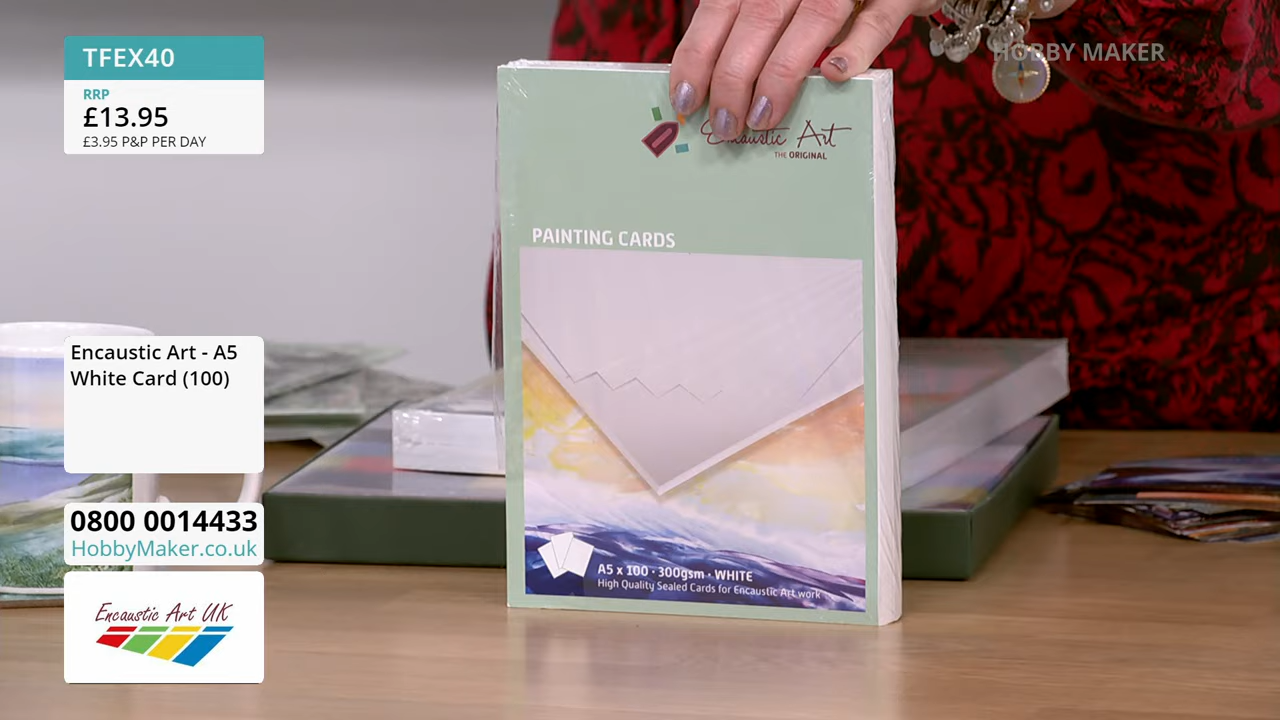 TFEX40
RRP
£13.95
£3.95 P&P PER DAY
HOBBY MAKER
Encaustic Art
THE ORIGINAL
PAINTING CARDS
A5 x 100 · 300gsm · WHITE
High Quality Sealed Cards for Encaustic Art work
Encaustic Art - A5
White Card (100)
0800 0014433
HobbyMaker.co.uk
Encaustic Art UK